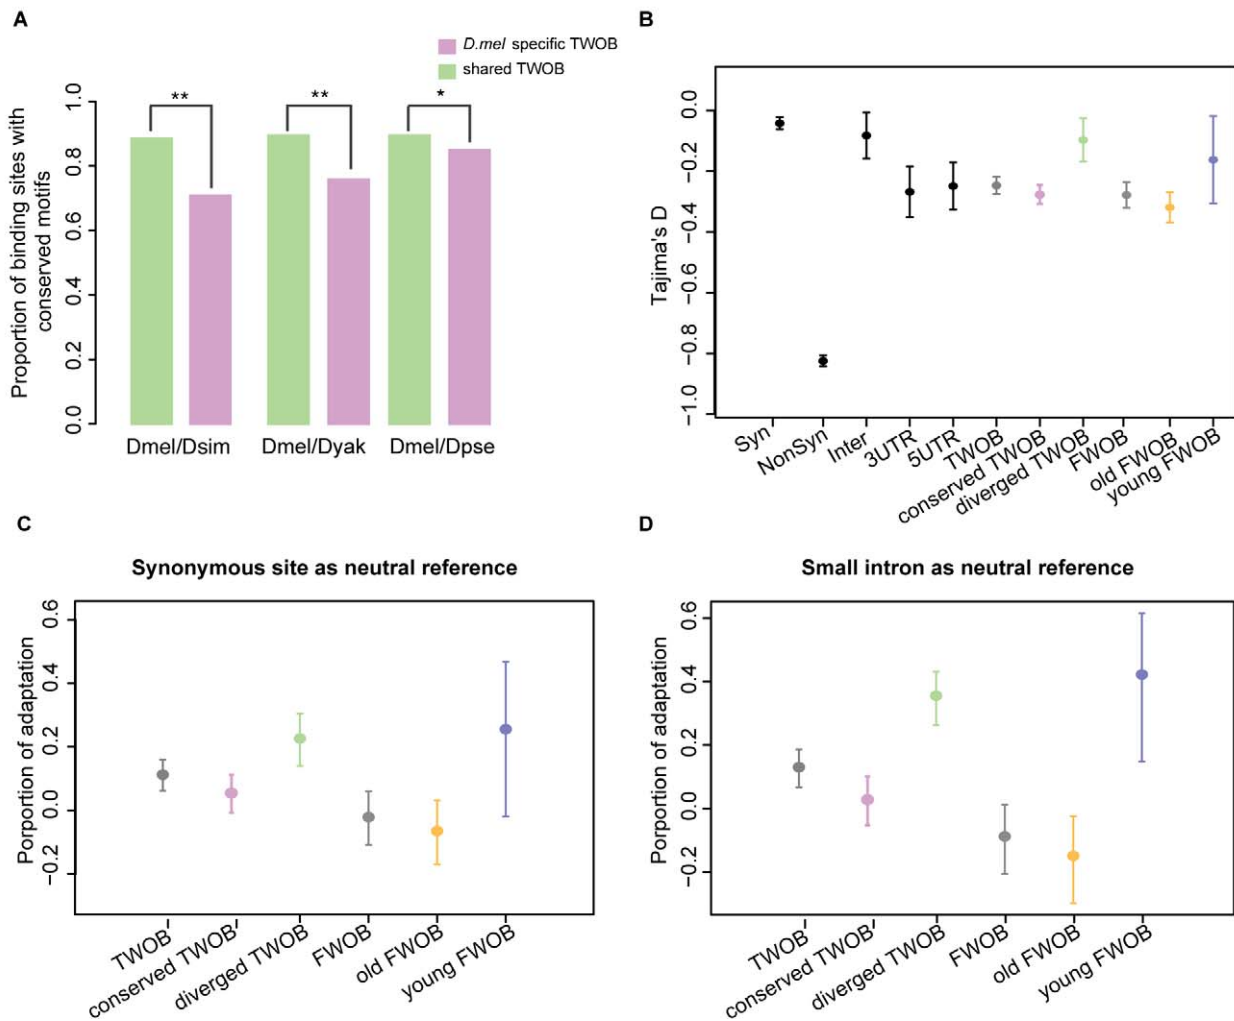 A
D.mel specific TWOB
shared TWOB
Proportion of binding sites with
conserved motifs
1.0
0.8
0.6
0.4
0.2
0.0
**
**
*
Dmel/Dsim
Dmel/Dyak
Dmel/Dpse
B
Tajima's D
0.0
−0.2
−0.4
−0.6
−0.8
−1.0
Syn
NonSyn
Inter
3UTR
5UTR
TWOB
conserved TWOB
diverged TWOB
FWOB
old FWOB
young FWOB
C
Synonymous site as neutral reference
Porportion of adaptation
0.6
0.4
0.2
0.0
−0.2
TWOB
conserved TWOB'
diverged TWOB
FWOB
old FWOB
young FWOB
D
Small intron as neutral reference
Porportion of adaptation
0.6
0.4
0.2
0.0
−0.2
TWOB
conserved TWOB'
diverged TWOB
FWOB
old FWOB
young FWOB